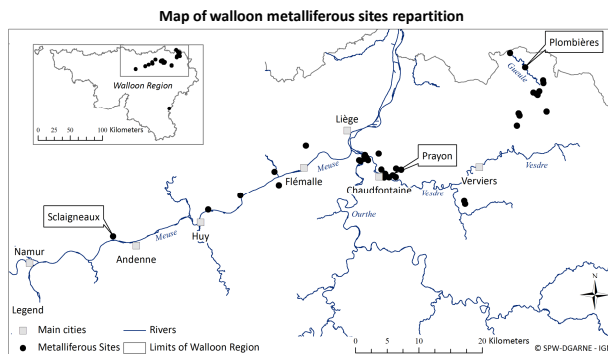 Map of walloon metalliferous sites repartition
Plombières
Walloon Region
0 25 50 100
Kilometers
Gueule
Liège
Prayon
Meuse
Flémalle
Chaudfontaine
Vesdre
Verviers
Vesdre
Sclaigneaux
Ourthe
Huy
Meuse
Andenne
Namur
Legend
Main cities
Rivers
Metalliferous Sites
Limits of Walloon Region
0 5 10 20
Kilometers
N
© SPW-DGARNE - IGN